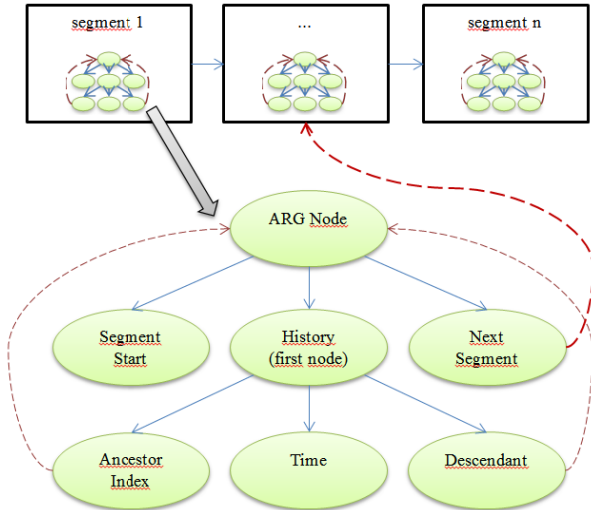 segment 1
...
segment n
ARG Node
Segment
Start
History
(first node)
Next
Segment
Ancestor
Index
Time
Descendant